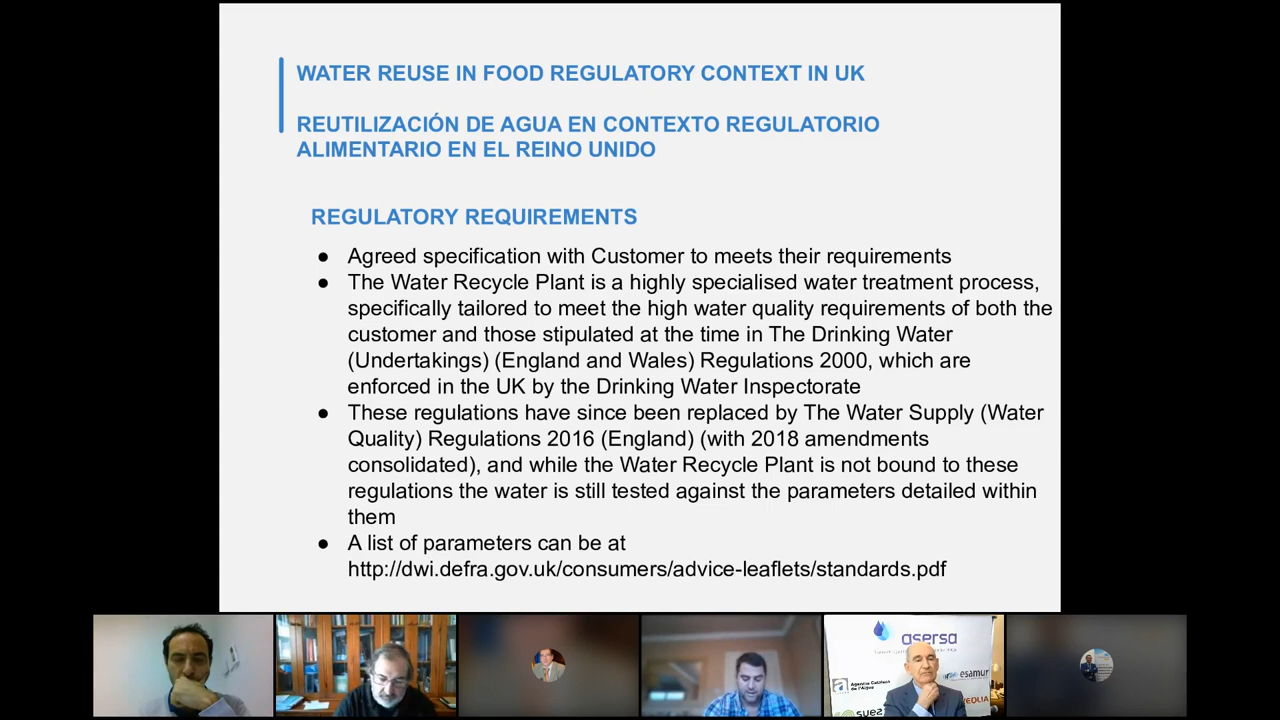 WATER REUSE IN FOOD REGULATORY CONTEXT IN UK
REUTILIZACIÓN DE AGUA EN CONTEXTO REGULATORIO
ALIMENTARIO EN EL REINO UNIDO
REGULATORY REQUIREMENTS
● Agreed specification with Customer to meets their requirements
● The Water Recycle Plant is a highly specialised water treatment process,
specifically tailored to meet the high water quality requirements of both the
customer and those stipulated at the time in The Drinking Water
(Undertakings) (England and Wales) Regulations 2000, which are
enforced in the UK by the Drinking Water Inspectorate
● These regulations have since been replaced by The Water Supply (Water
Quality) Regulations 2016 (England) (with 2018 amendments
consolidated), and while the Water Recycle Plant is not bound to these
regulations the water is still tested against the parameters detailed within
them
● A list of parameters can be at
http://dwi.defra.gov.uk/consumers/advice-leaflets/standards.pdf
asersa
Agència Catalana
de l'Aigua
esamur
suez
EOLIA